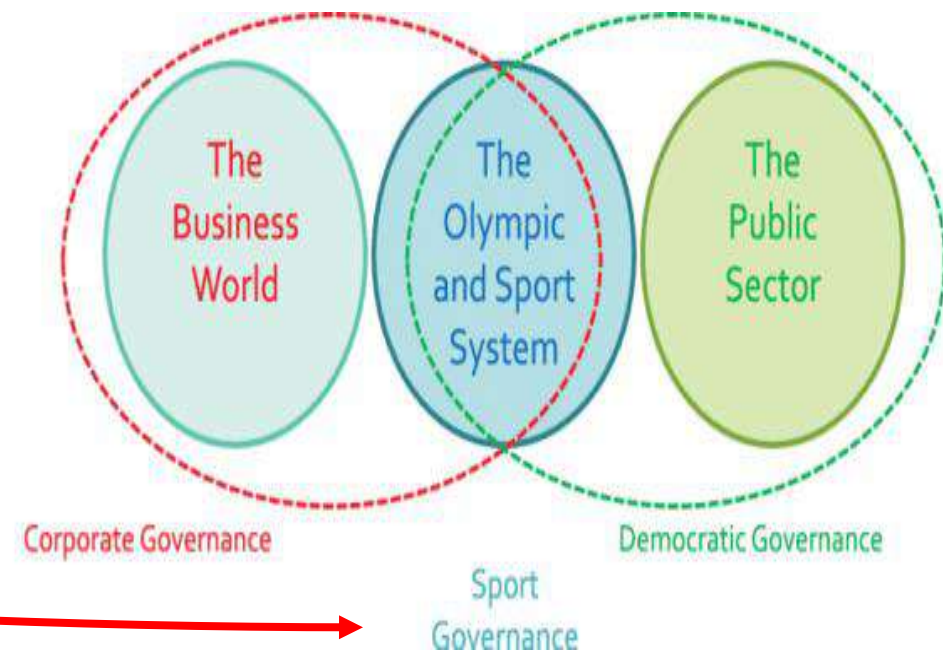 The
Business
World
The
Olympic
and Sport
System
The
Public
Sector
Corporate Governance
Democratic Governance
Sport
Governance